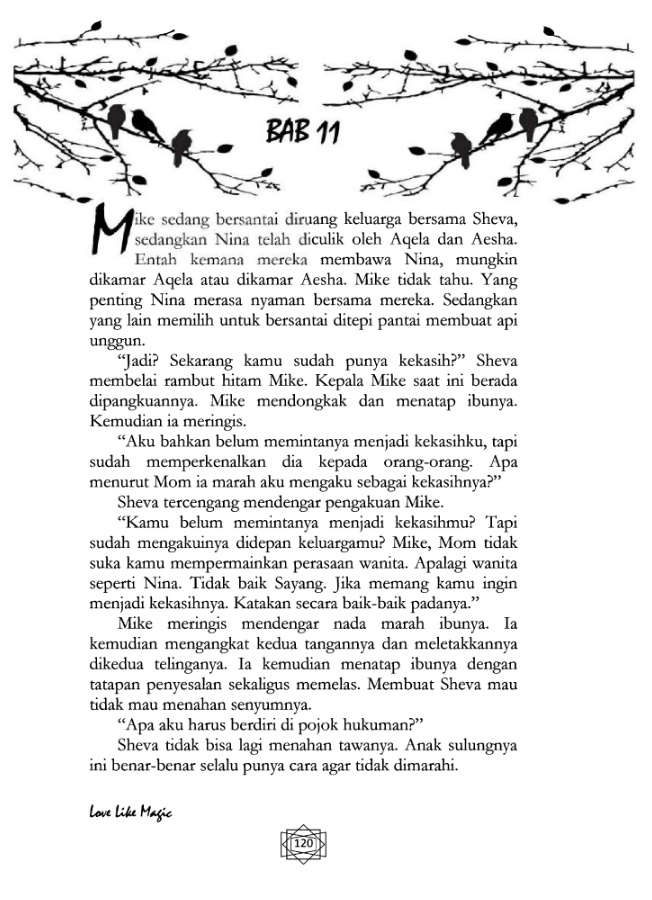 BAB 11
Mike sedang bersantai diruang keluarga bersama Sheva,
sedangkan Nina telah diculik oleh Aqela dan Aesha.
Entah kemana mereka membawa Nina, mungkin
dikamar Aqela atau dikamar Aesha. Mike tidak tahu. Yang
penting Nina merasa nyaman bersama mereka. Sedangkan
yang lain memilih untuk bersantai ditepi pantai membuat api
unggun.
“Jadi? Sekarang kamu sudah punya kekasih?” Sheva
membelai rambut hitam Mike. Kepala Mike saat ini berada
dipangkuannya. Mike mendongkak dan menatap ibunya.
Kemudian ia meringis.
“Aku bahkan belum memintanya menjadi kekasihku, tapi
sudah memperkenalkan dia kepada orang-orang. Apa
menurut Mom ia marah aku mengaku sebagai kekasihnya?”
Sheva tercengang mendengar pengakuan Mike.
“Kamu belum memintanya menjadi kekasihmu? Tapi
sudah mengakuinya didepan keluargamu? Mike, Mom tidak
suka kamu mempermainkan perasaan wanita. Apalagi wanita
seperti Nina. Tidak baik Sayang. Jika memang kamu ingin
menjadi kekasihnya. Katakan secara baik-baik padanya.”
Mike meringis mendengar nada marah ibunya. Ia
kemudian mengangkat kedua tangannya dan meletakkannya
dikedua telinganya. Ia kemudian menatap ibunya dengan
tatapan penyesalan sekaligus memelas. Membuat Sheva mau
tidak mau menahan senyumnya.
“Apa aku harus berdiri di pojok hukuman?”
Sheva tidak bisa lagi menahan tawanya. Anak sulungnya
ini benar-benar selalu punya cara agar tidak dimarahi.
Love Like Magic
120